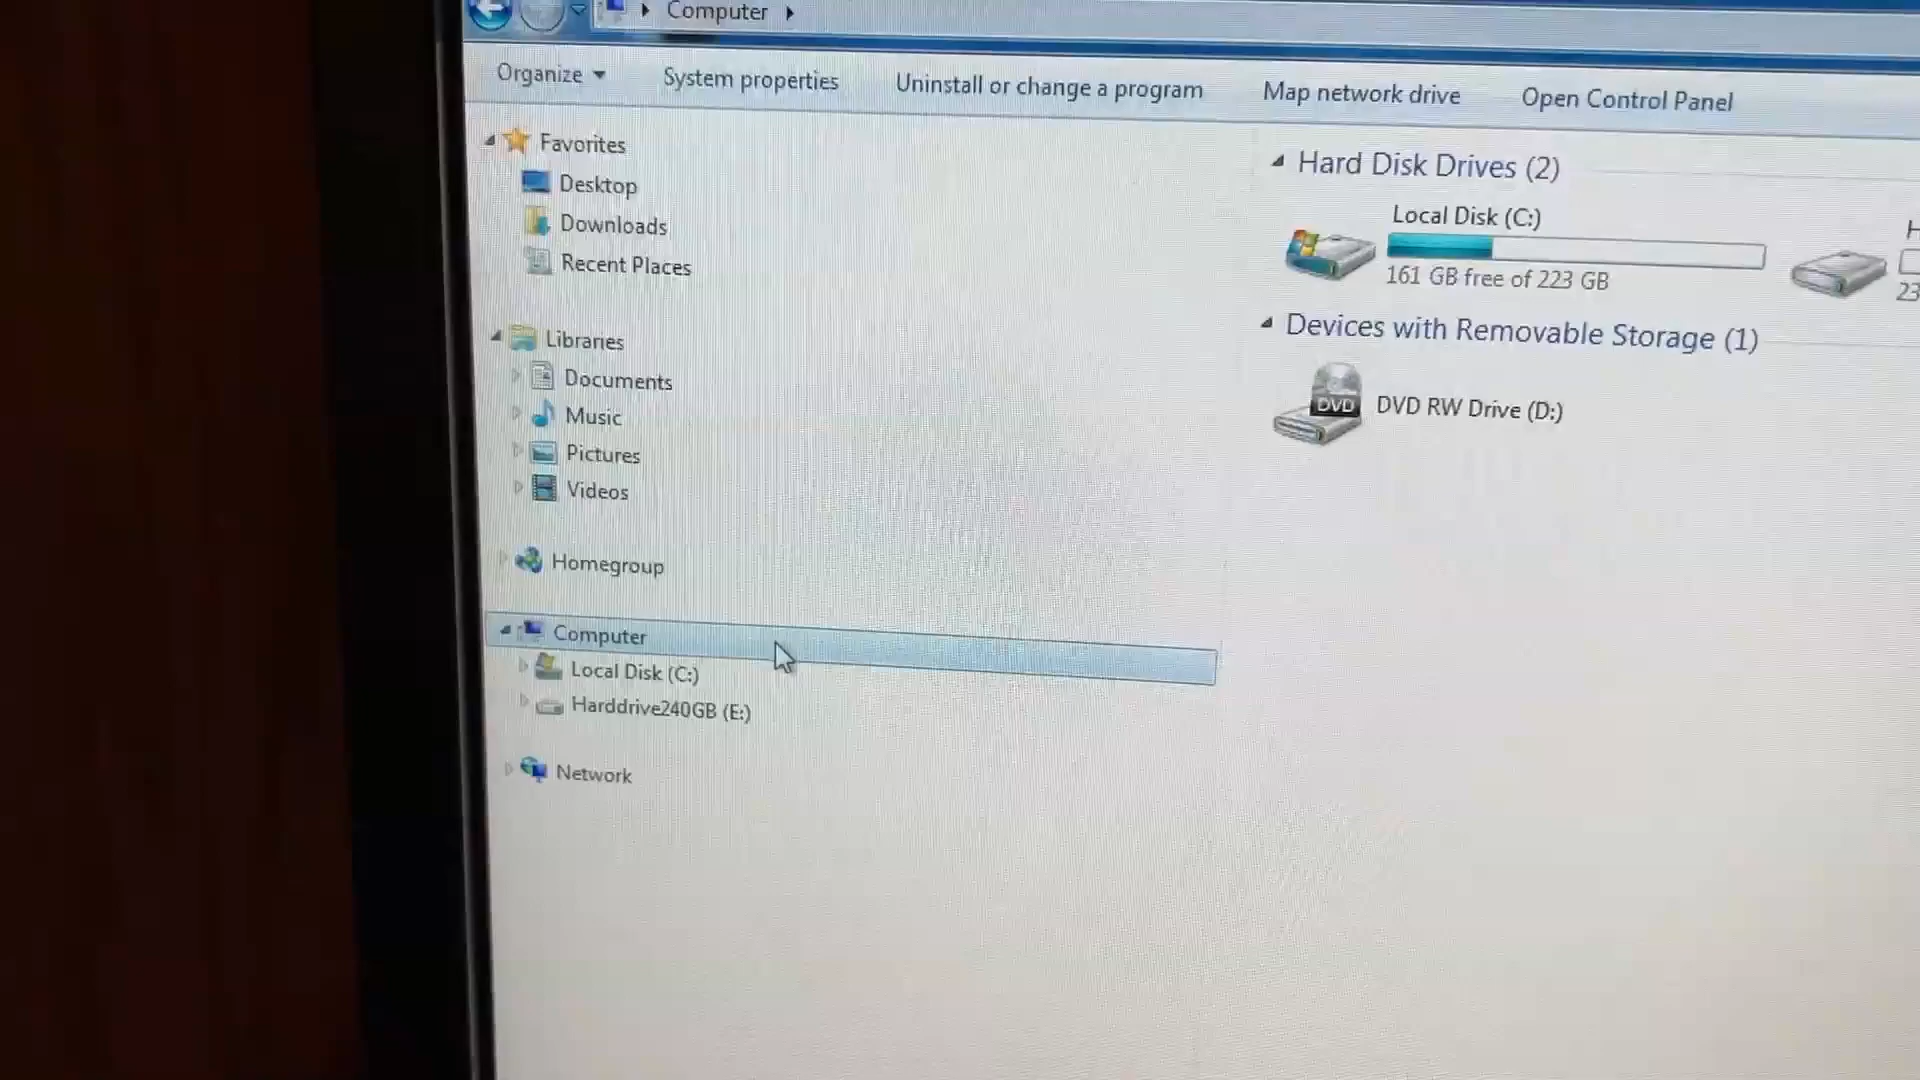 Computer
Organize
System properties
Uninstall or change a program
Map network drive
Open Control Panel
Favorites
Desktop
Downloads
Recent Places
Libraries
Documents
Music
Pictures
Videos
Homegroup
Computer
Local Disk (C:)
Harddrive240GB (E:)
Network
Hard Disk Drives (2)
Local Disk (C:)
161 GB free of 223 GB
H
23
Devices with Removable Storage (1)
DVD
DVD RW Drive (D:)